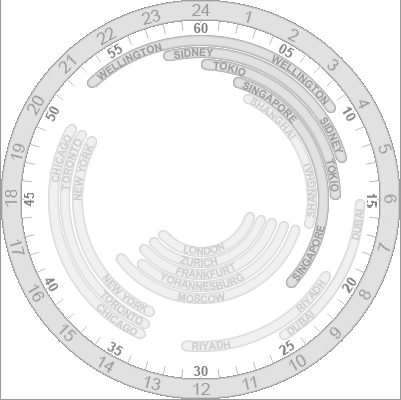 24
1
2
3
4
5
6
7
8
9
10
11
12
13
14
15
16
17
18
19
20
21
22
23
60
05
10
15
20
25
30
35
40
45
50
55
WELLINGTON
WELLINGTON
SIDNEY
SIDNEY
TOKIO
TOKIO
SINGAPORE
SINGAPORE
SHANGHAI
SHANGHAI
DUBAI
DUBAI
RIYADH
RIYADH
LONDON
ZURICH
FRANKFURT
YOHANNESBURG
MOSCOW
NEW YORK
NEW YORK
TORONTO
TORONTO
CHICAGO
CHICAGO